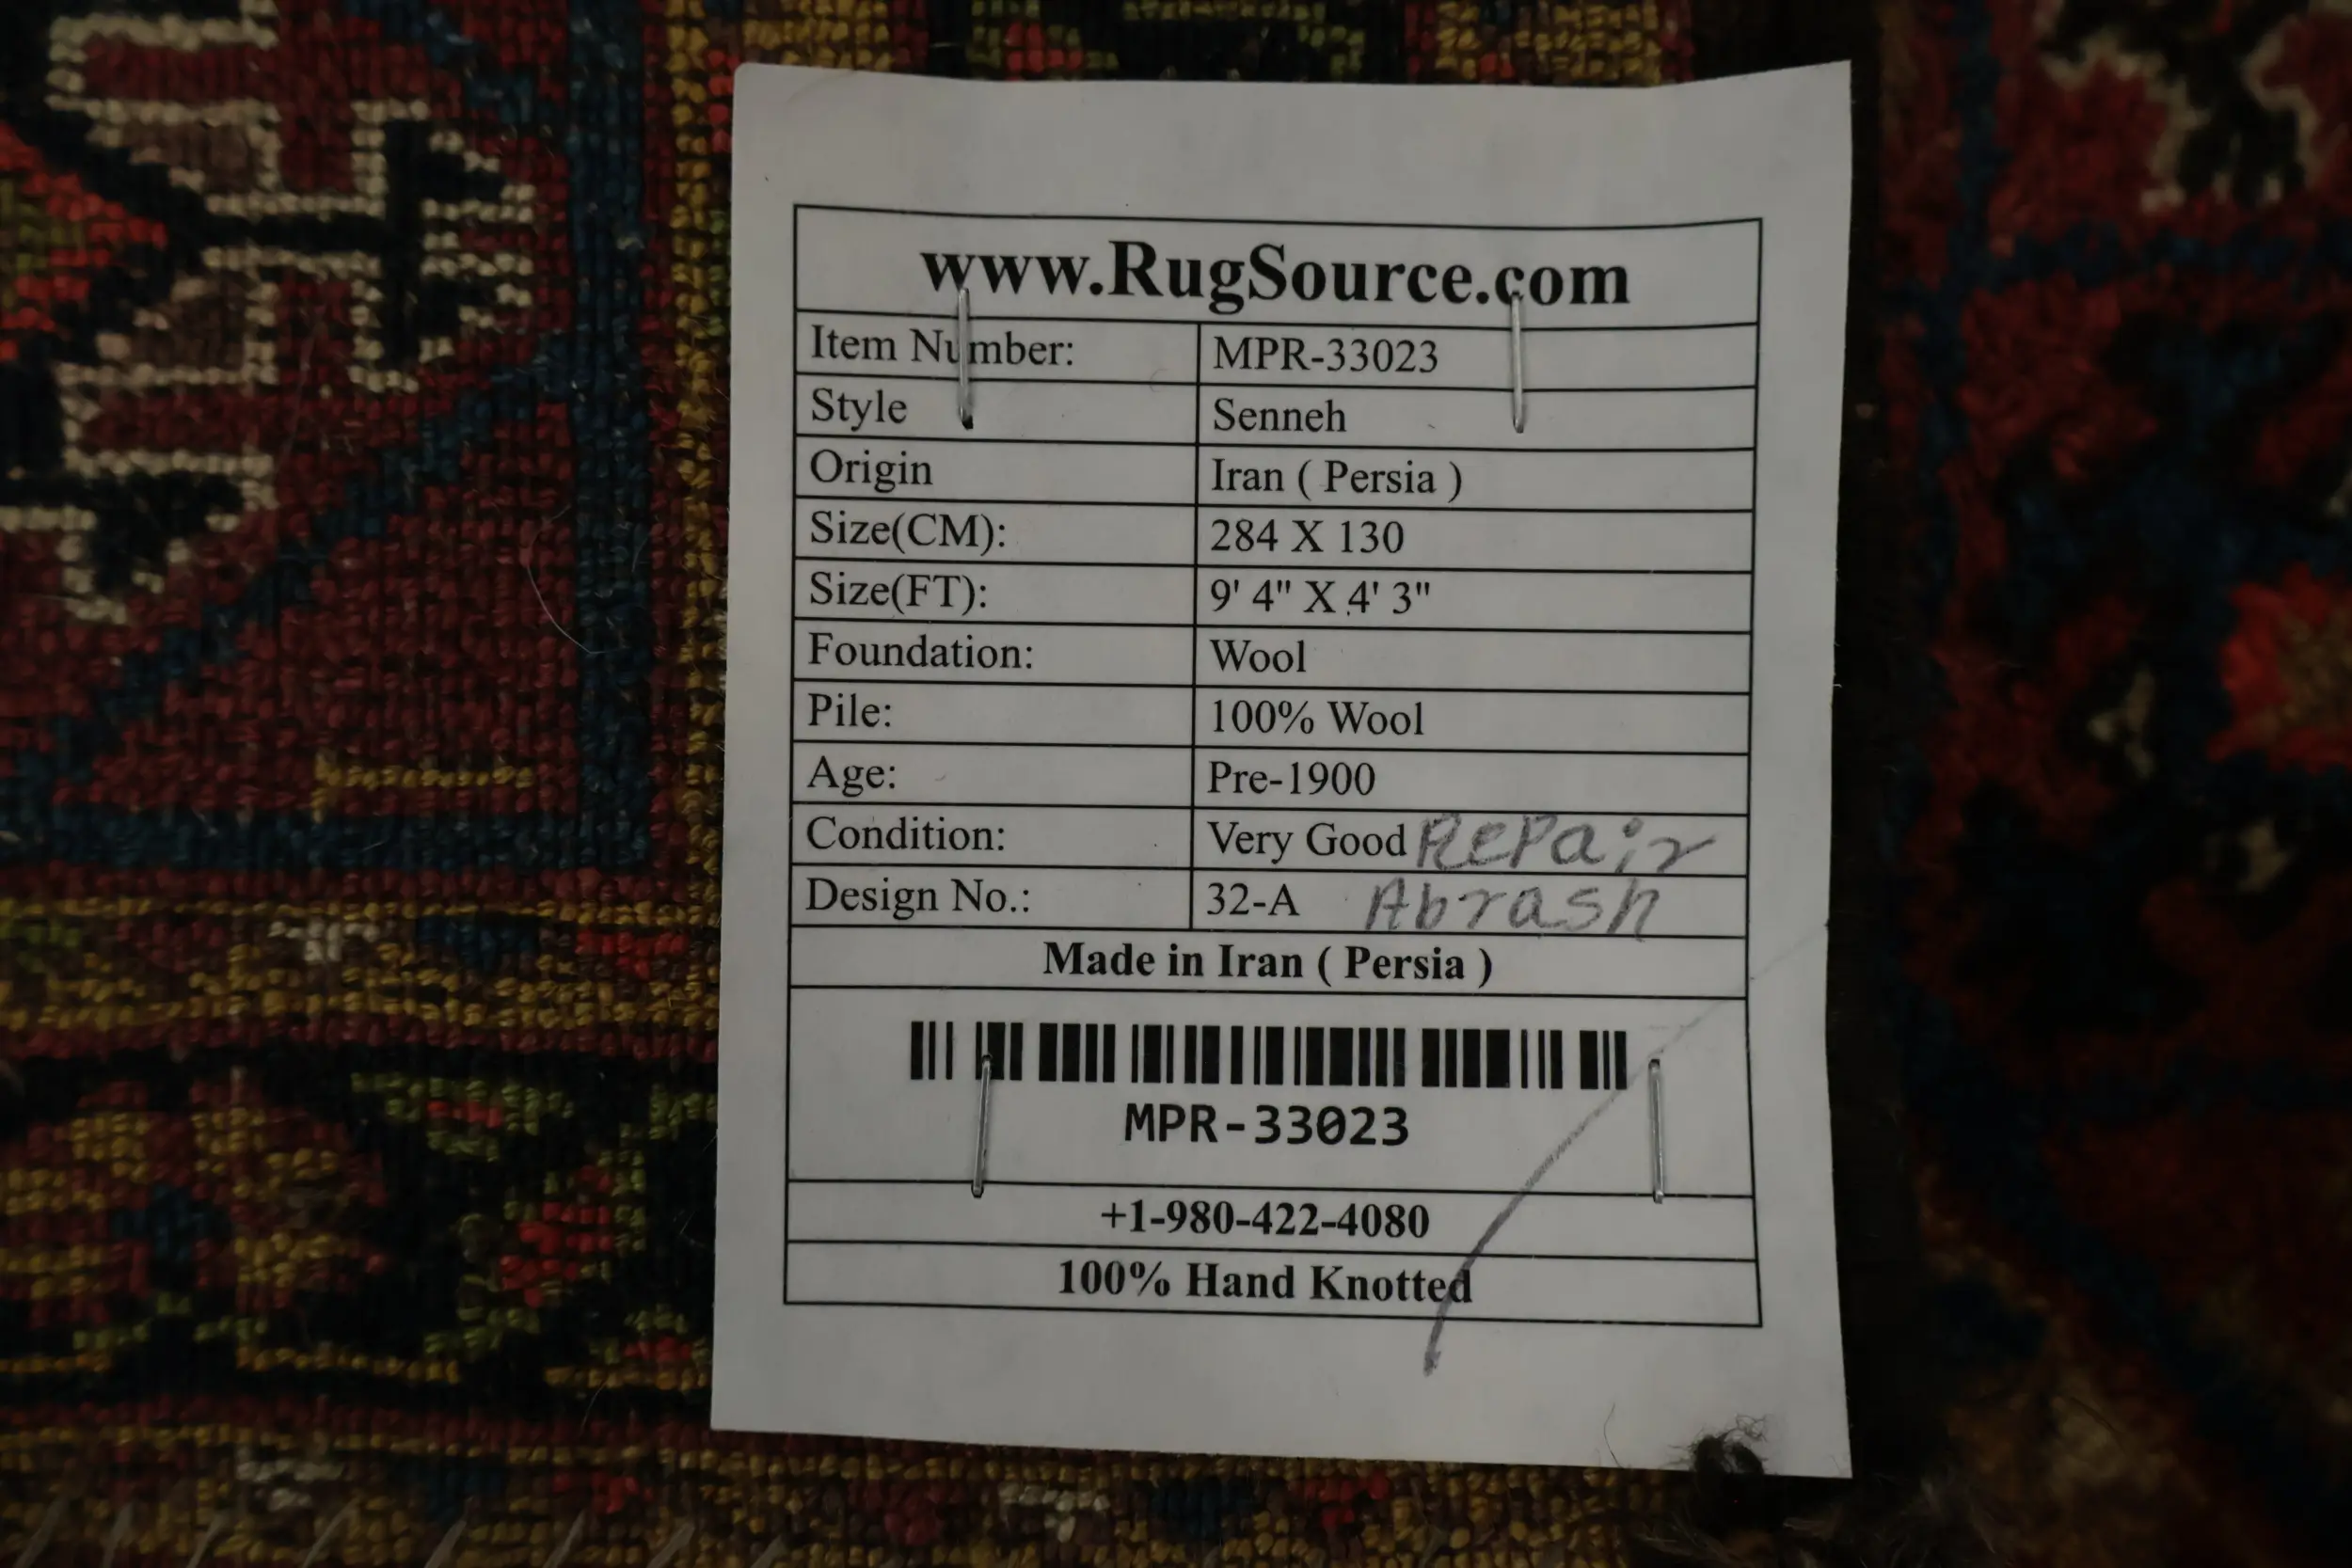 www.RugSource.com
Item Number: MPR-33023
Style Senneh
Origin Iran ( Persia )
Size(CM): 284 X 130
Size(FT): 9' 4" X 4' 3"
Foundation: Wool
Pile: 100% Wool
Age: Pre-1900
Condition: Very Good Repair
Design No.: 32-A Abrash
Made in Iran ( Persia )
MPR-33023
+1-980-422-4080
100% Hand Knotted